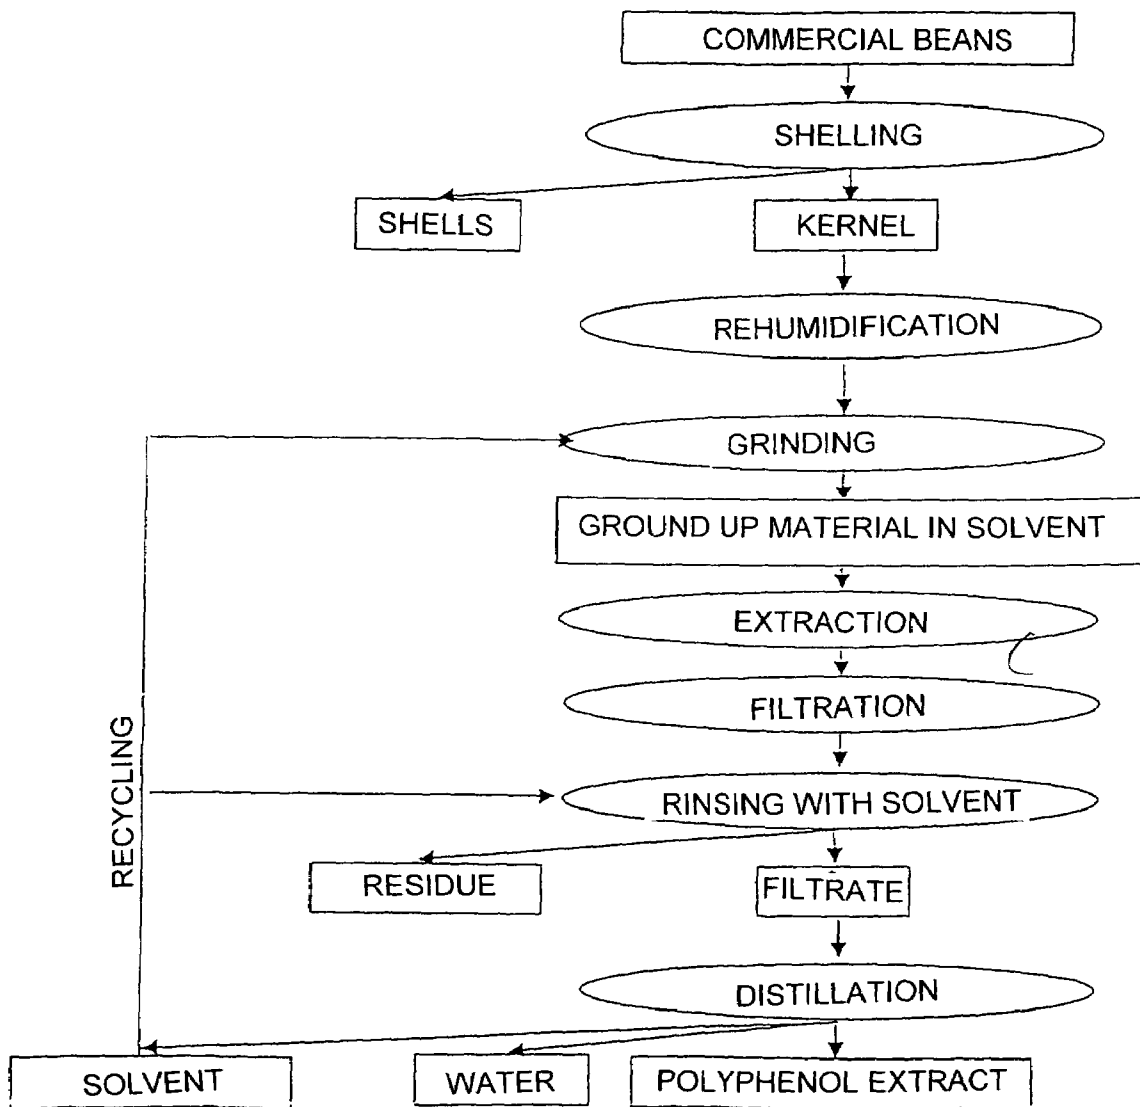 COMMERCIAL BEANS
SHELLING
SHELLS
KERNEL
REHUMIDIFICATION
GRINDING
GROUND UP MATERIAL IN SOLVENT
EXTRACTION
FILTRATION
RECYCLING
RINSING WITH SOLVENT
RESIDUE
FILTRATE
DISTILLATION
SOLVENT
WATER
POLYPHENOL EXTRACT